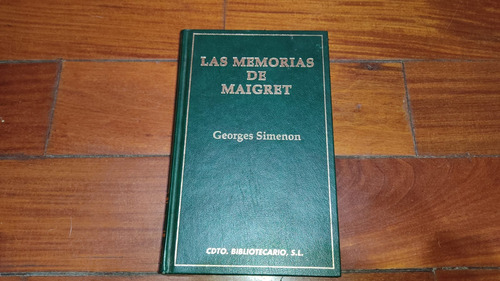 LAS MEMORIAS
DE
MAIGRET
Georges Simenon
CDTO. BIBLIOTECARIO, S.L.